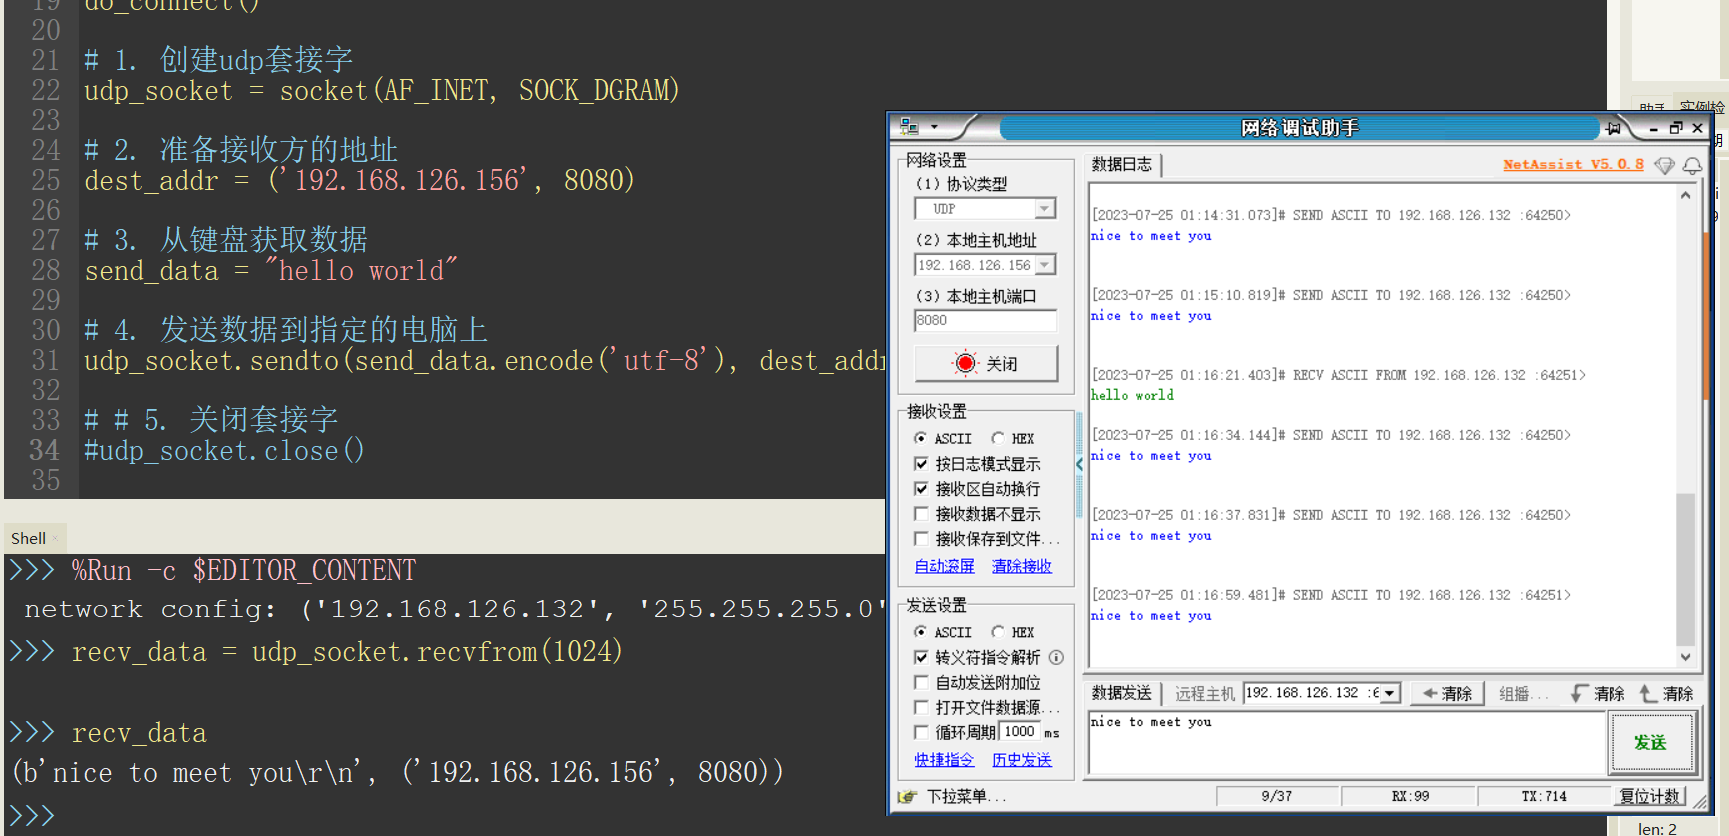 19 do_connect()
20
21 # 1. 创建udp套接字
22 udp_socket = socket(AF_INET, SOCK_DGRAM)
23
24 # 2. 准备接收方的地址
25 dest_addr = ('192.168.126.156', 8080)
26
27 # 3. 从键盘获取数据
28 send_data = "hello world"
29
30 # 4. 发送数据到指定的电脑上
31 udp_socket.sendto(send_data.encode('utf-8'), dest_addr
32
33 # # 5. 关闭套接字
34 #udp_socket.close()
35
Shell ×
>>> %Run -c $EDITOR_CONTENT
network config: ('192.168.126.132', '255.255.255.0'
>>> recv_data = udp_socket.recvfrom(1024)
>>> recv_data
(b'nice to meet you\r\n', ('192.168.126.156', 8080))
>>>
网络调试助手
网络设置
(1) 协议类型
UDP
(2) 本地主机地址
192.168.126.156
(3) 本地主机端口
8080
关闭
接收设置
ASCII HEX
按日志模式显示
接收区自动换行
接收数据不显示
接收保存到文件...
自动滚屏 清除接收
发送设置
ASCII HEX
转义符指令解析
自动发送附加位
打开文件数据源...
循环周期 1000 ms
快捷指令 历史发送
数据日志
NetAssist V5.0.8
[2023-07-25 01:14:31.073]# SEND ASCII TO 192.168.126.132 :64250>
nice to meet you
[2023-07-25 01:15:10.819]# SEND ASCII TO 192.168.126.132 :64250>
nice to meet you
[2023-07-25 01:16:21.403]# RECV ASCII FROM 192.168.126.132 :64251>
hello world
[2023-07-25 01:16:34.144]# SEND ASCII TO 192.168.126.132 :64250>
nice to meet you
[2023-07-25 01:16:37.831]# SEND ASCII TO 192.168.126.132 :64250>
nice to meet you
[2023-07-25 01:16:59.481]# SEND ASCII TO 192.168.126.132 :64251>
nice to meet you
数据发送 远程主机 192.168.126.132 :6 清除 组播... 清除 清除
nice to meet you
发送
下拉菜单... 9/37 RX:99 TX:714 复位计数
助手 实例检
期
len: 2